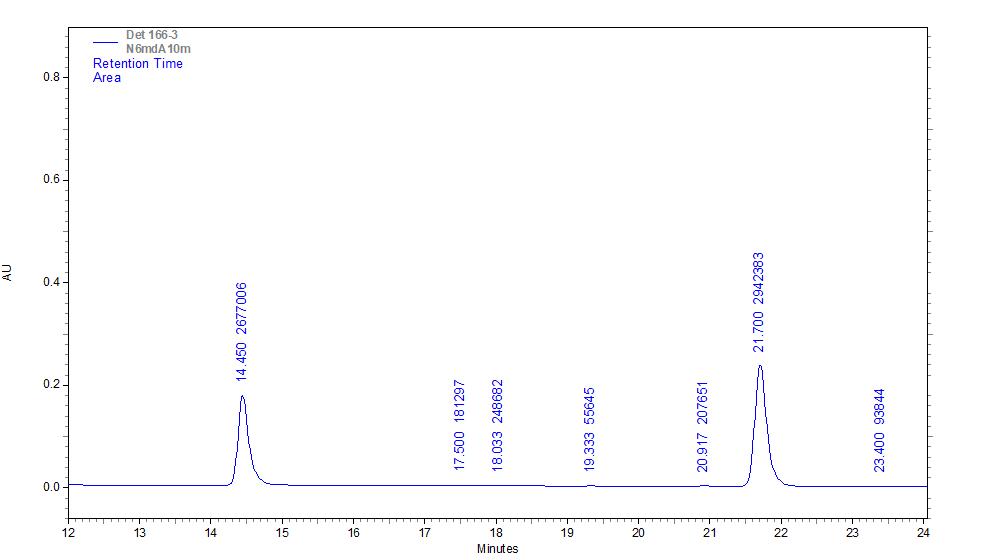 Det 166-3
N6mdA10m
Retention Time
Area
0.8
0.6
0.4
0.2
0.0
AU
14.450 2677006
17.500 181297
18.033 248682
19.333 55645
20.917 207651
21.700 2942383
23.400 93844
12 13 14 15 16 17 18 19 20 21 22 23 24
Minutes